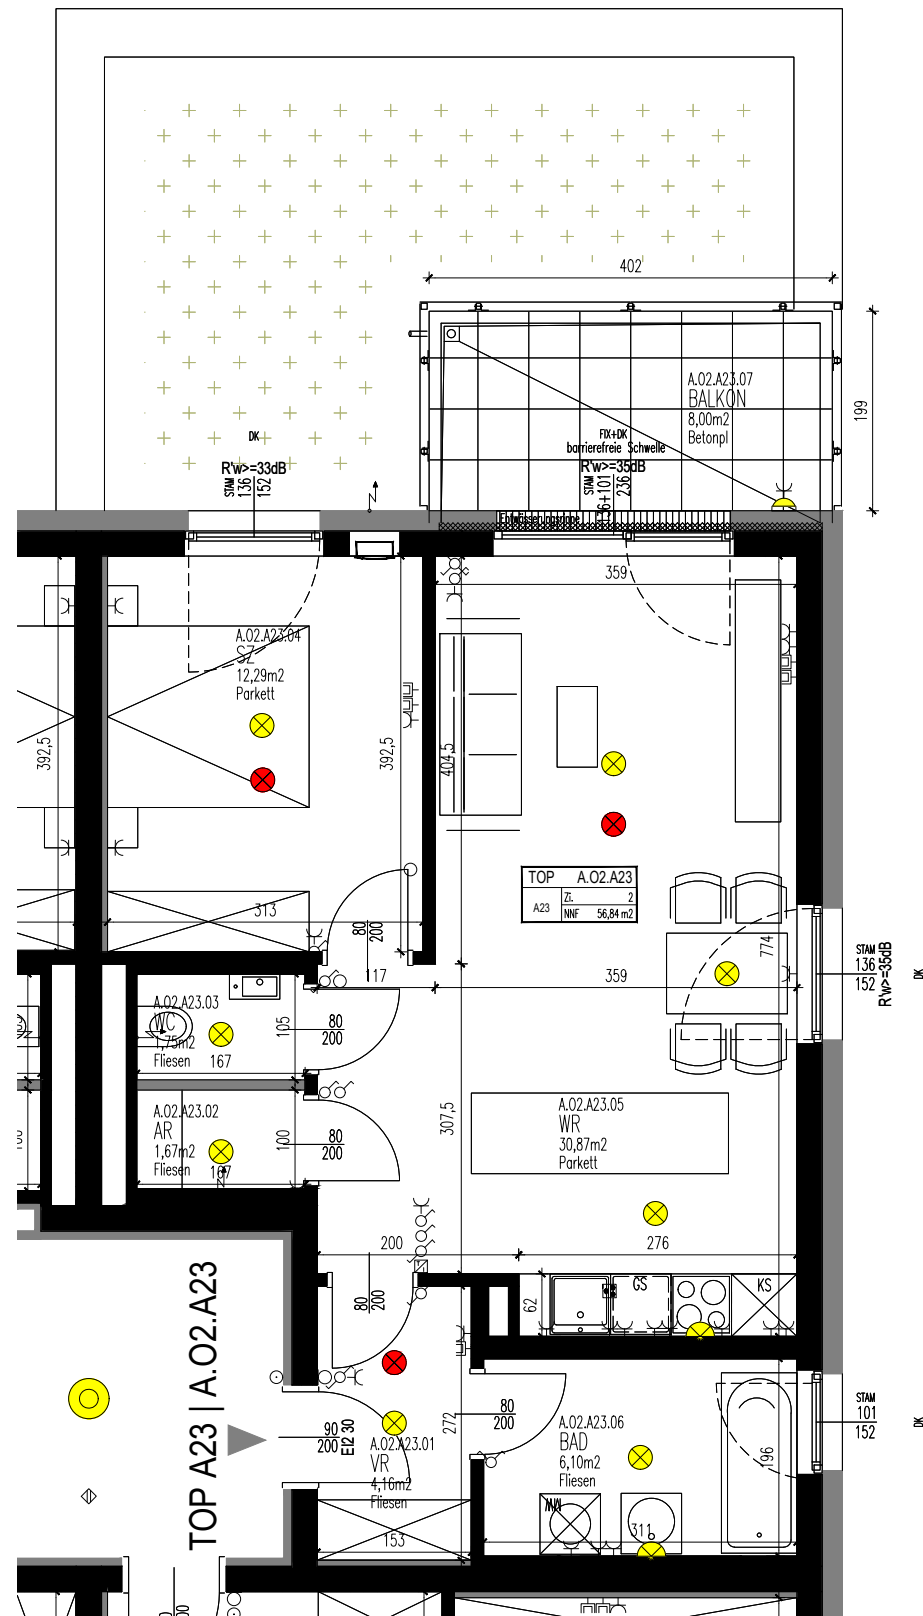 402
A.02.A23.07
BALKON
8,00m2
Betonpl
199
DK
R'w>=33dB
STAM
136
152
FIX+DK
barrierefreie Schwelle
R'w>=35dB
STAM
136+101
236
Entwässerungsrinne
359
A.02.A23.04
SZ
12,29m2
Parkett
392,5
392,5
404,5
TOP A.02.A23
A23
Zi. 2
NNF 56,84 m2
313
80
200
117
359
774
STAM
136
152
R'w>=35dB
DK
A.02.A23.03
WC
1,75m2
Fliesen
167
105
80
200
A.02.A23.02
AR
1,67m2
Fliesen
167
100
80
200
307,5
A.02.A23.05
WR
30,87m2
Parkett
200
276
80
200
62
GS
KS
TOP A23 | A.02.A23
90
200
EI2 30
A.02.A23.01
VR
4,16m2
Fliesen
272
153
80
200
A.02.A23.06
BAD
6,10m2
Fliesen
WM
311
196
STAM
101
152
DK